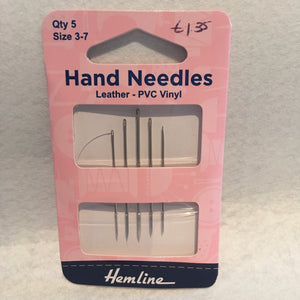 Qty 5
Size 3-7
£1.35
Hand Needles
Leather - PVC Vinyl
Hemline